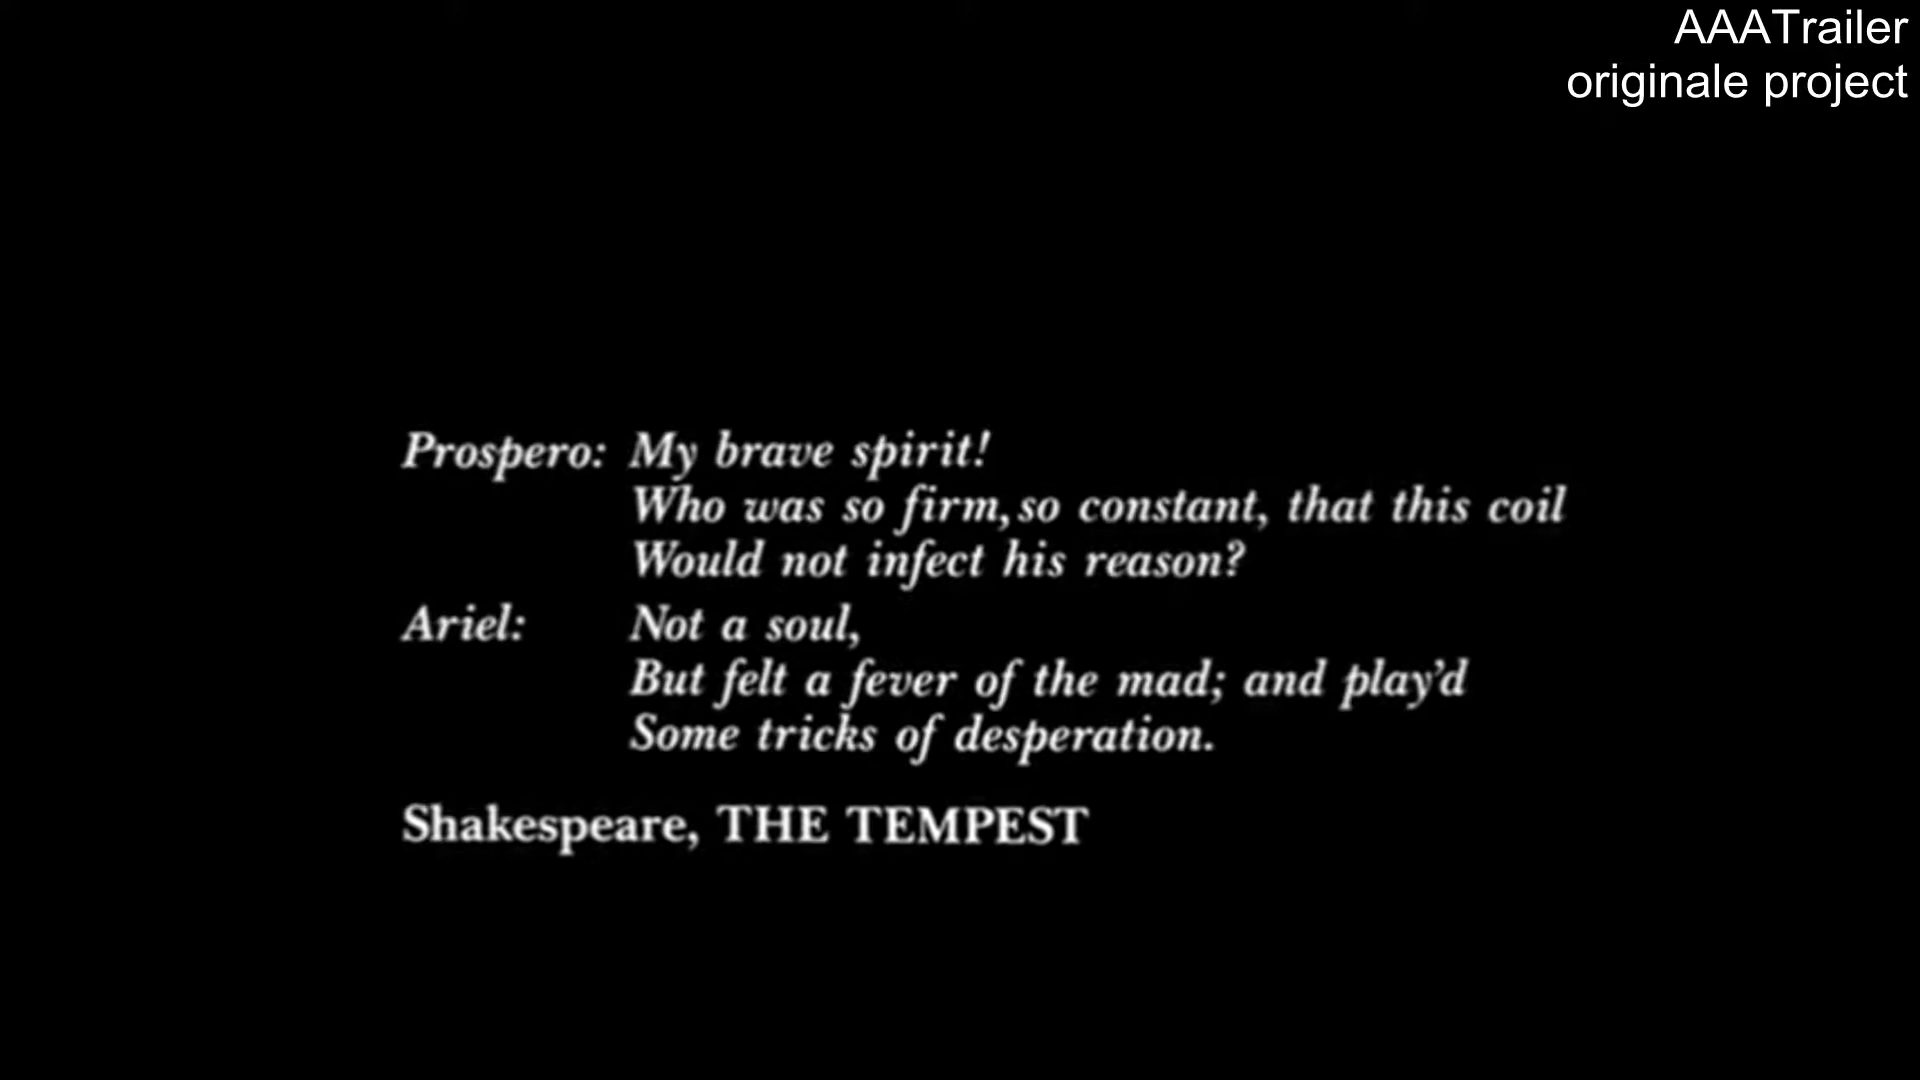 AAATrailer
originale project
Prospero: My brave spirit!
Who was so firm, so constant, that this coil
Would not infect his reason?
Ariel: Not a soul,
But felt a fever of the mad; and play’d
Some tricks of desperation.
Shakespeare, THE TEMPEST